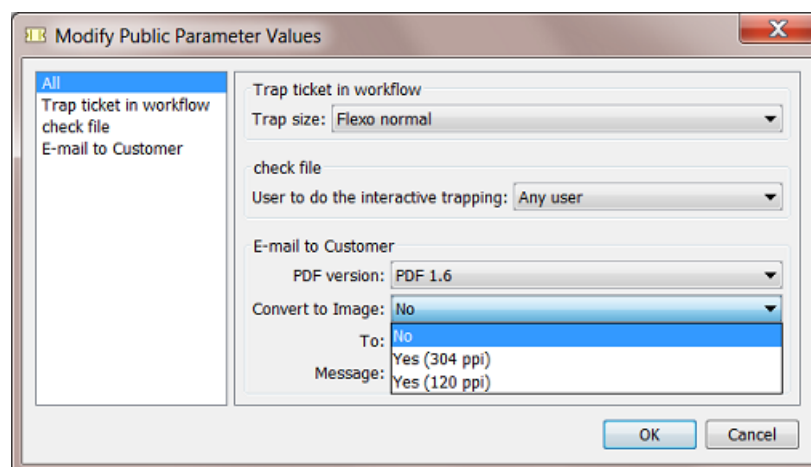 Modify Public Parameter Values
All
Trap ticket in workflow
check file
E-mail to Customer
Trap ticket in workflow
Trap size: Flexo normal
check file
User to do the interactive trapping: Any user
E-mail to Customer
PDF version: PDF 1.6
Convert to Image: No
To: No
Yes (304 ppi)
Message: Yes (120 ppi)
OK Cancel